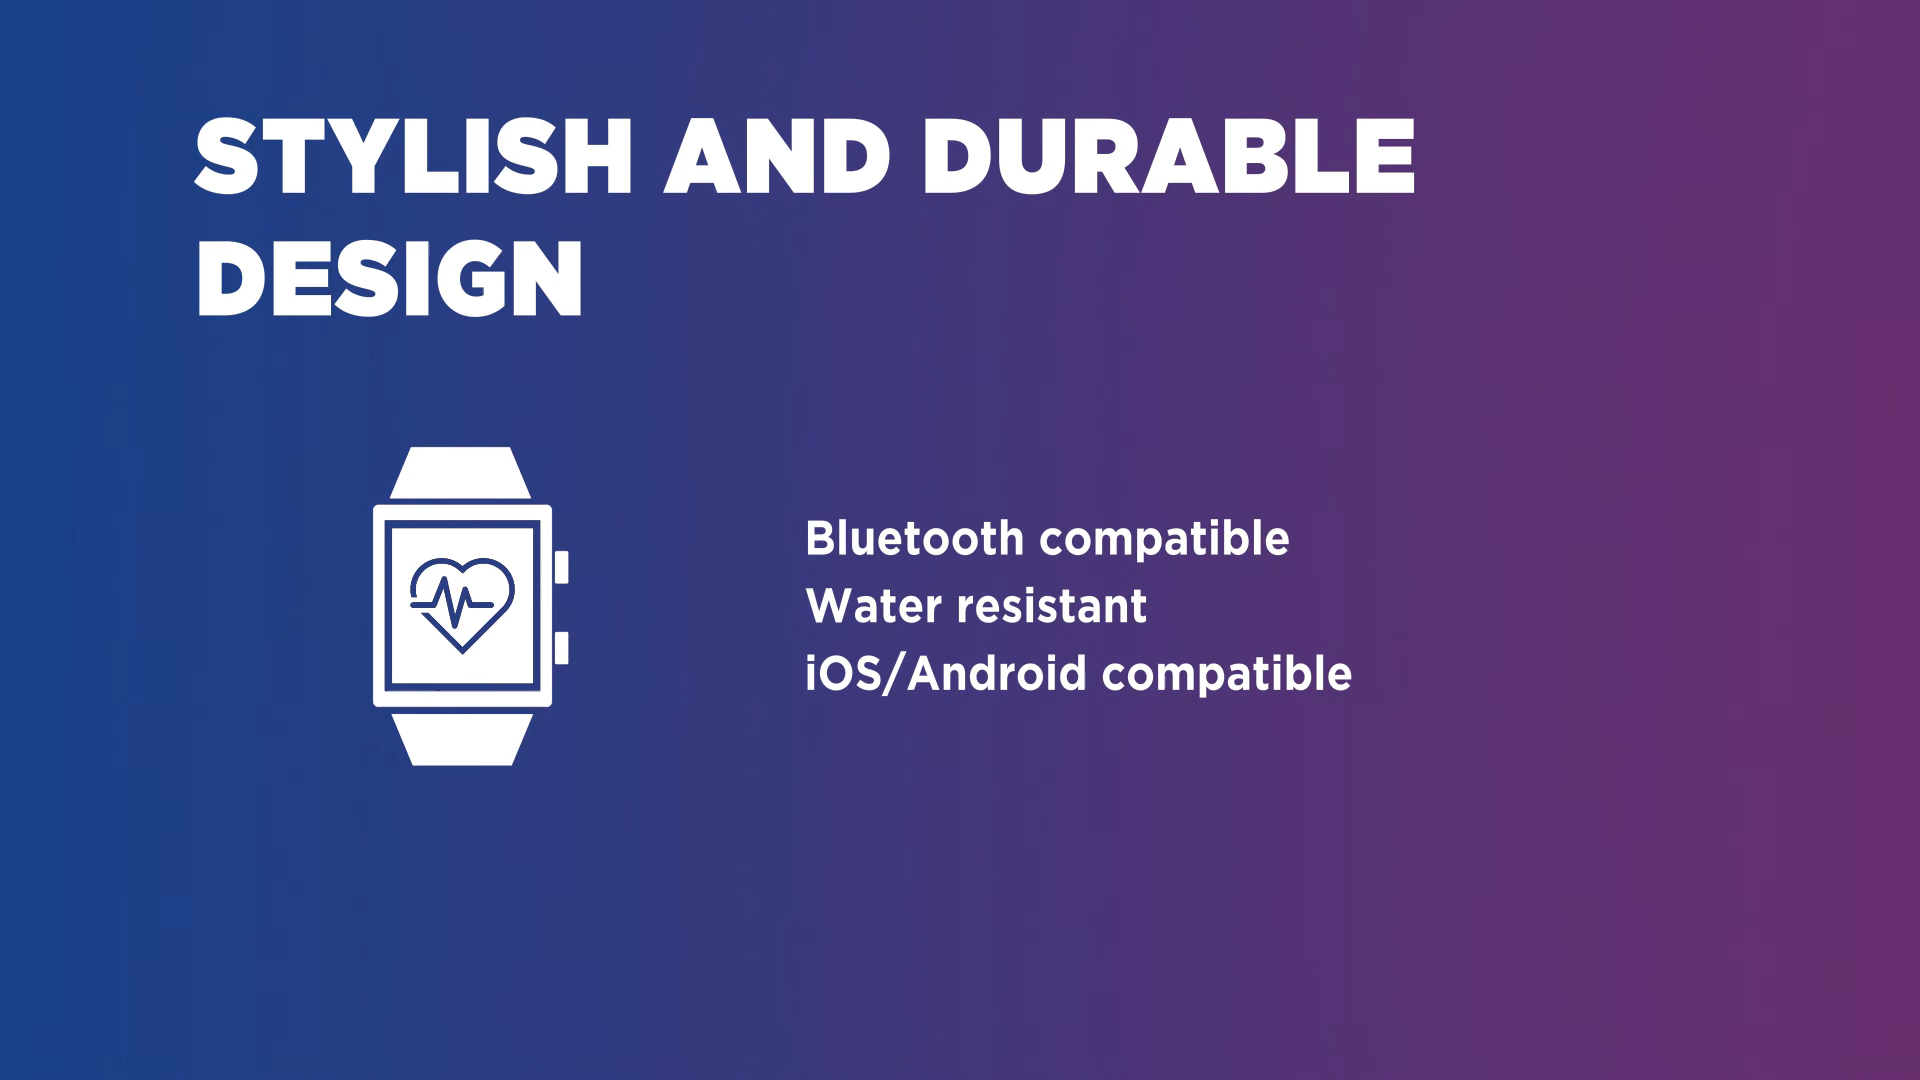 STYLISH AND DURABLE
DESIGN
Bluetooth compatible
Water resistant
iOS/Android compatible